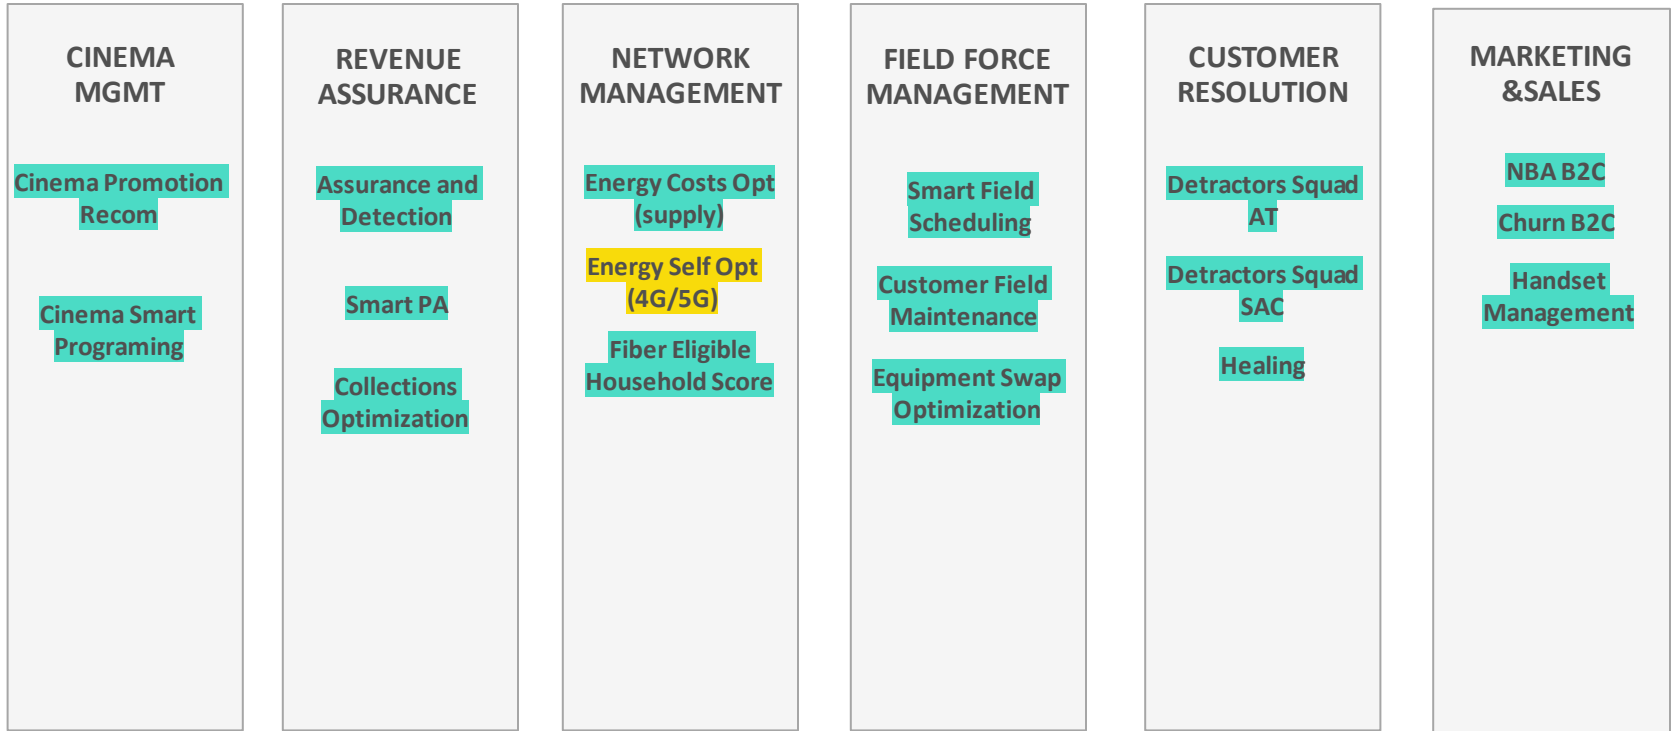 CINEMA
MGMT
Cinema Promotion
Recom
Cinema Smart
Programing
REVENUE
ASSURANCE
Assurance and
Detection
Smart PA
Collections
Optimization
NETWORK
MANAGEMENT
Energy Costs Opt
(supply)
Energy Self Opt
(4G/5G)
Fiber Eligible
Household Score
FIELD FORCE
MANAGEMENT
Smart Field
Scheduling
Customer Field
Maintenance
Equipment Swap
Optimization
CUSTOMER
RESOLUTION
Detractors Squad
AT
Detractors Squad
SAC
Healing
MARKETING
&SALES
NBA B2C
Churn B2C
Handset
Management